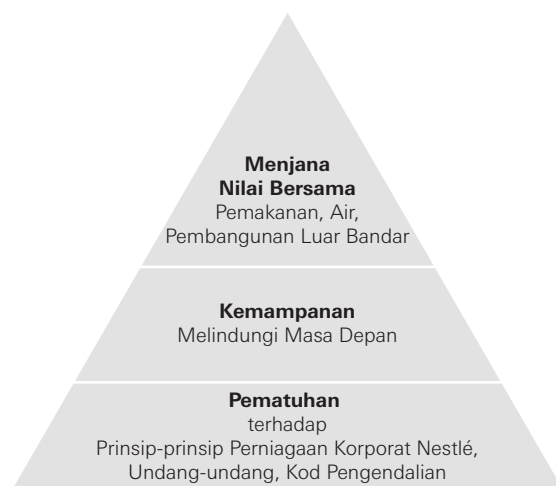 Menjana
Nilai Bersama
Pemakanan, Air,
Pembangunan Luar Bandar
Kemampanan
Melindungi Masa Depan
Pematuhan
terhadap
Prinsip-prinsip Perniagaan Korporat Nestlé,
Undang-undang, Kod Pengendalian